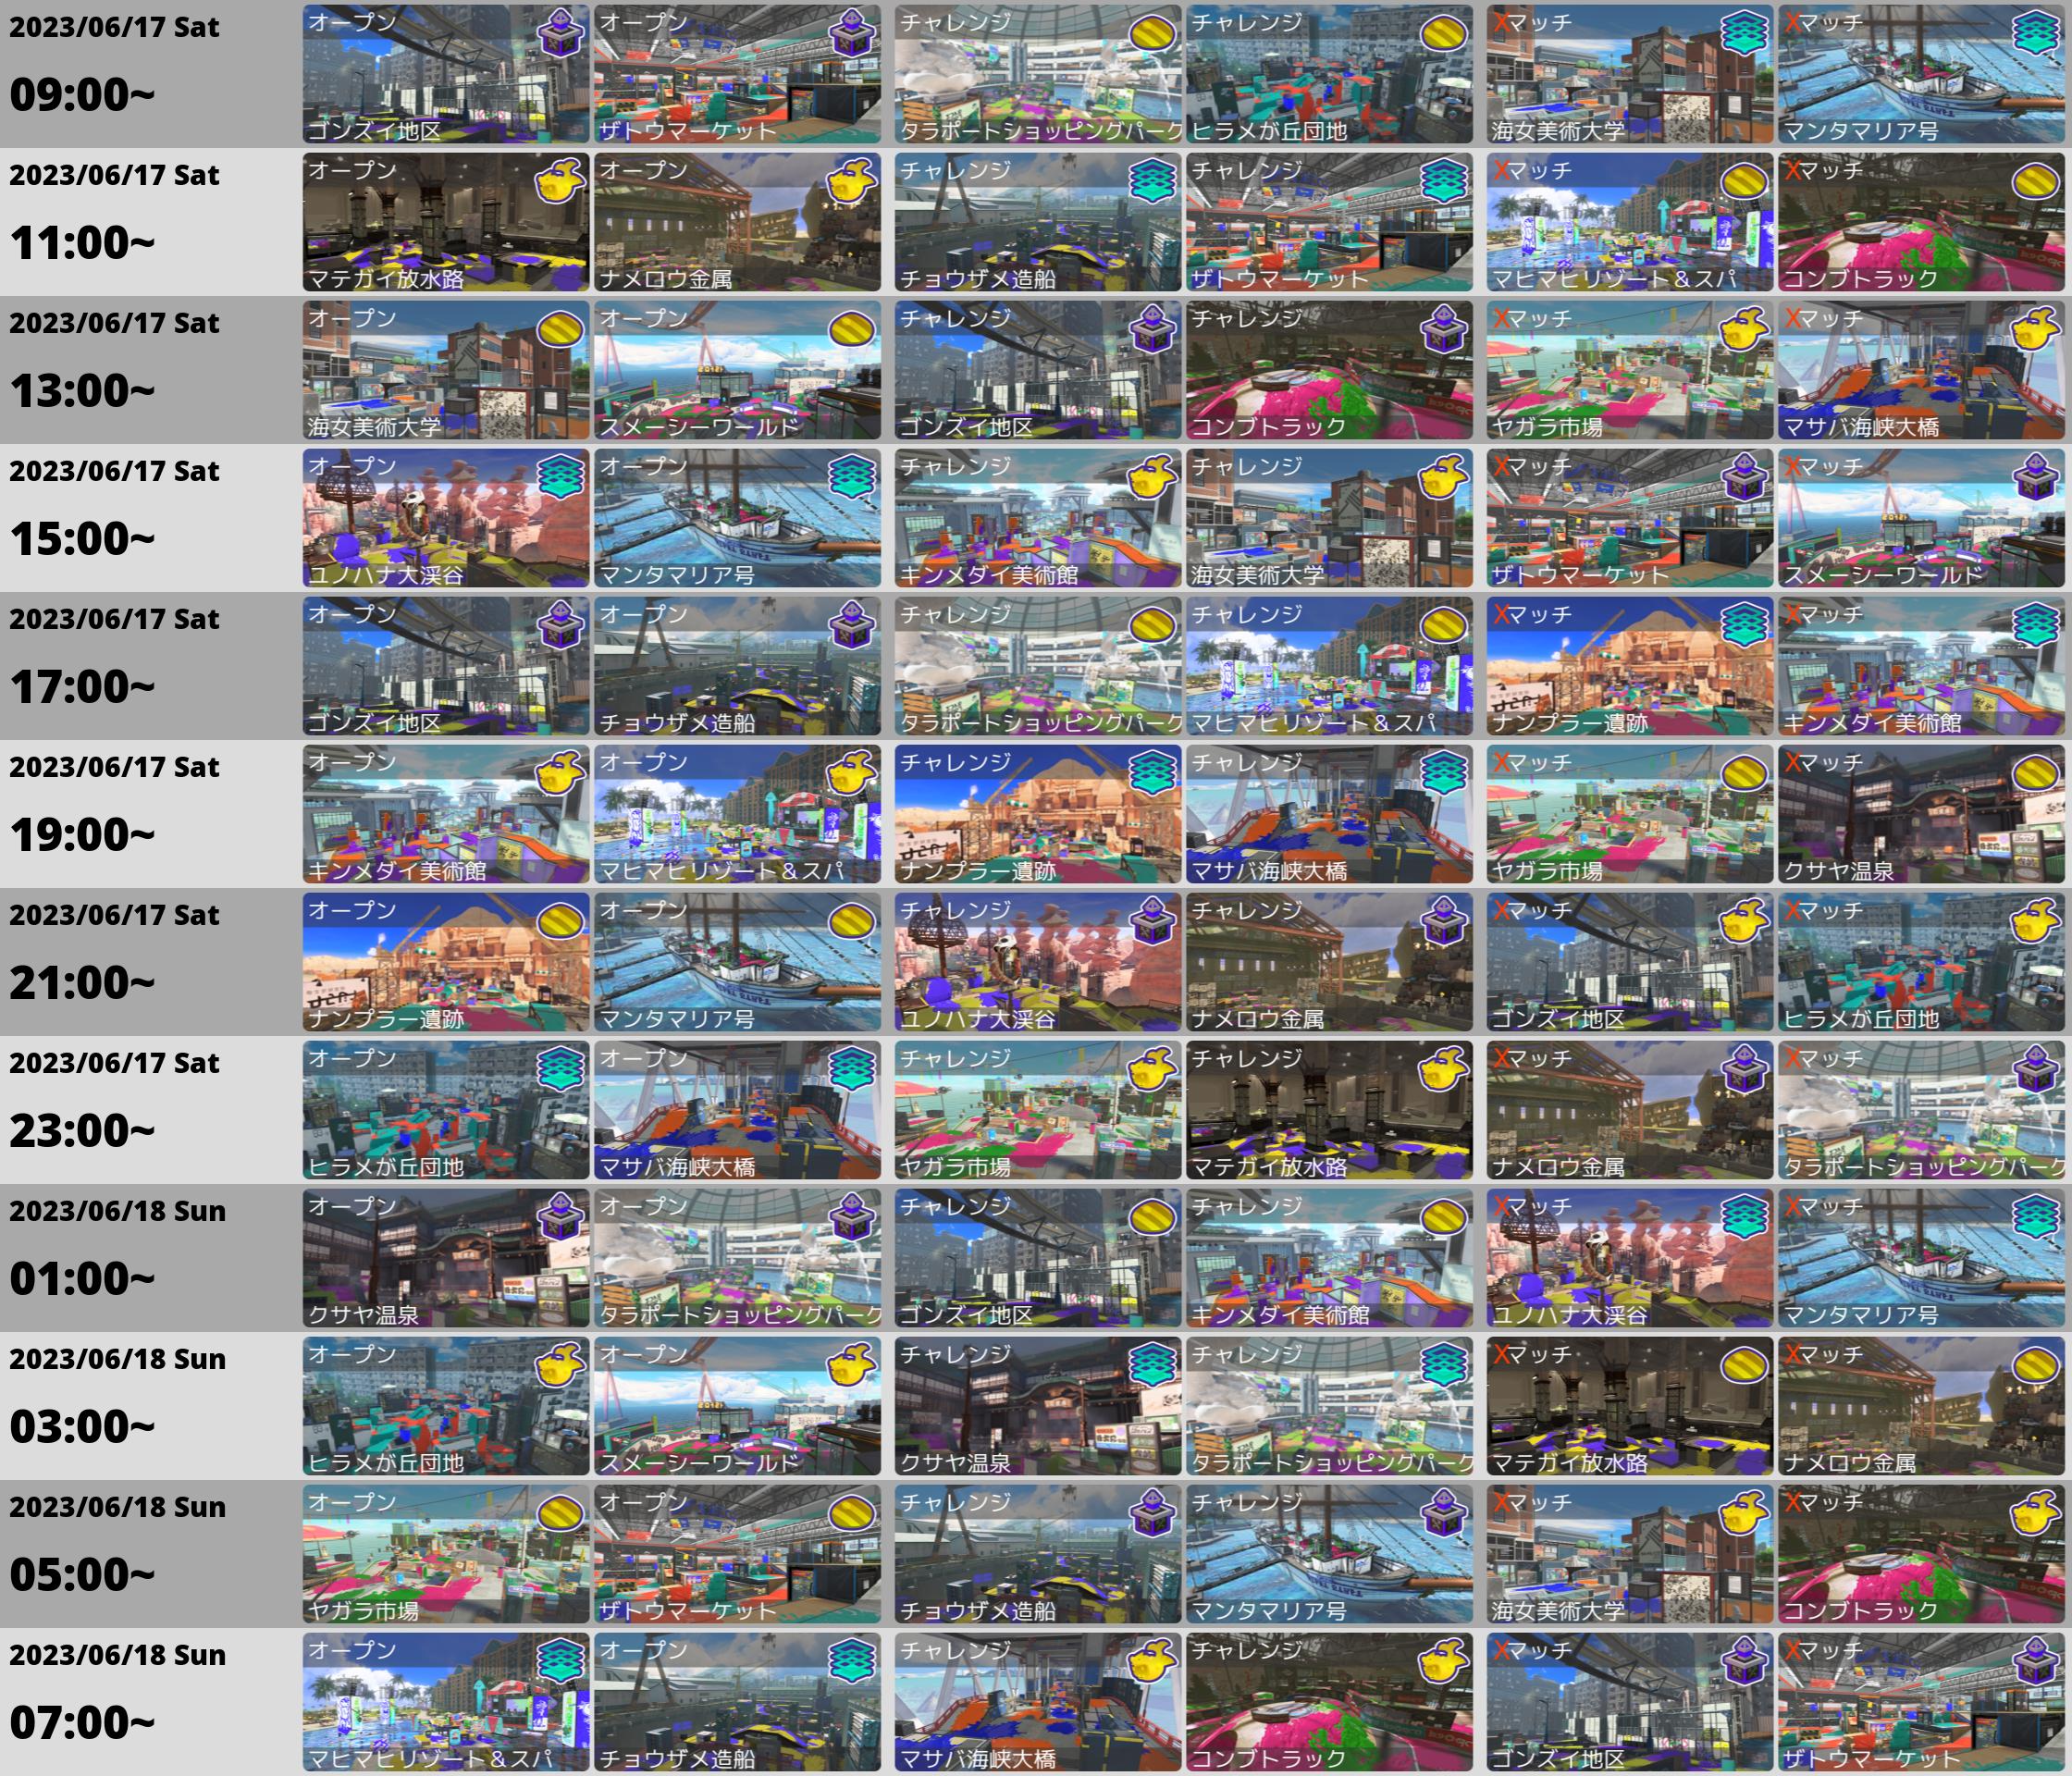 2023/06/17 Sat
09:00~
オープン オープン チャレンジ チャレンジ Xマッチ Xマッチ
ゴンズイ地区 ザトウマーケット タラポートショッピングパーク ヒラメが丘団地 海女美術大学 マンタマリア号
2023/06/17 Sat
11:00~
オープン オープン チャレンジ チャレンジ Xマッチ Xマッチ
マテガイ放水路 ナメロウ金属 チョウザメ造船 ザトウマーケット マヒマヒリゾート＆スパ コンブトラック
2023/06/17 Sat
13:00~
オープン オープン チャレンジ チャレンジ Xマッチ Xマッチ
海女美術大学 スメーシーワールド ゴンズイ地区 コンブトラック ヤガラ市場 マサバ海峡大橋
2023/06/17 Sat
15:00~
オープン オープン チャレンジ チャレンジ Xマッチ Xマッチ
ユノハナ大渓谷 マンタマリア号 キンメダイ美術館 海女美術大学 ザトウマーケット スメーシーワールド
2023/06/17 Sat
17:00~
オープン オープン チャレンジ チャレンジ Xマッチ Xマッチ
ゴンズイ地区 チョウザメ造船 タラポートショッピングパーク マヒマヒリゾート＆スパ ナンプラー遺跡 キンメダイ美術館
2023/06/17 Sat
19:00~
オープン オープン チャレンジ チャレンジ Xマッチ Xマッチ
キンメダイ美術館 マヒマヒリゾート＆スパ ナンプラー遺跡 マサバ海峡大橋 ヤガラ市場 クサヤ温泉
2023/06/17 Sat
21:00~
オープン オープン チャレンジ チャレンジ Xマッチ Xマッチ
ナンプラー遺跡 マンタマリア号 ユノハナ大渓谷 ナメロウ金属 ゴンズイ地区 ヒラメが丘団地
2023/06/17 Sat
23:00~
オープン オープン チャレンジ チャレンジ Xマッチ Xマッチ
ヒラメが丘団地 マサバ海峡大橋 ヤガラ市場 マテガイ放水路 ナメロウ金属 タラポートショッピングパーク
2023/06/18 Sun
01:00~
オープン オープン チャレンジ チャレンジ Xマッチ Xマッチ
クサヤ温泉 タラポートショッピングパーク ゴンズイ地区 キンメダイ美術館 ユノハナ大渓谷 マンタマリア号
2023/06/18 Sun
03:00~
オープン オープン チャレンジ チャレンジ Xマッチ Xマッチ
ヒラメが丘団地 スメーシーワールド クサヤ温泉 タラポートショッピングパーク マテガイ放水路 ナメロウ金属
2023/06/18 Sun
05:00~
オープン オープン チャレンジ チャレンジ Xマッチ Xマッチ
ヤガラ市場 ザトウマーケット チョウザメ造船 マンタマリア号 海女美術大学 コンブトラック
2023/06/18 Sun
07:00~
オープン オープン チャレンジ チャレンジ Xマッチ Xマッチ
マヒマヒリゾート＆スパ チョウザメ造船 マサバ海峡大橋 コンブトラック ゴンズイ地区 ザトウマーケット